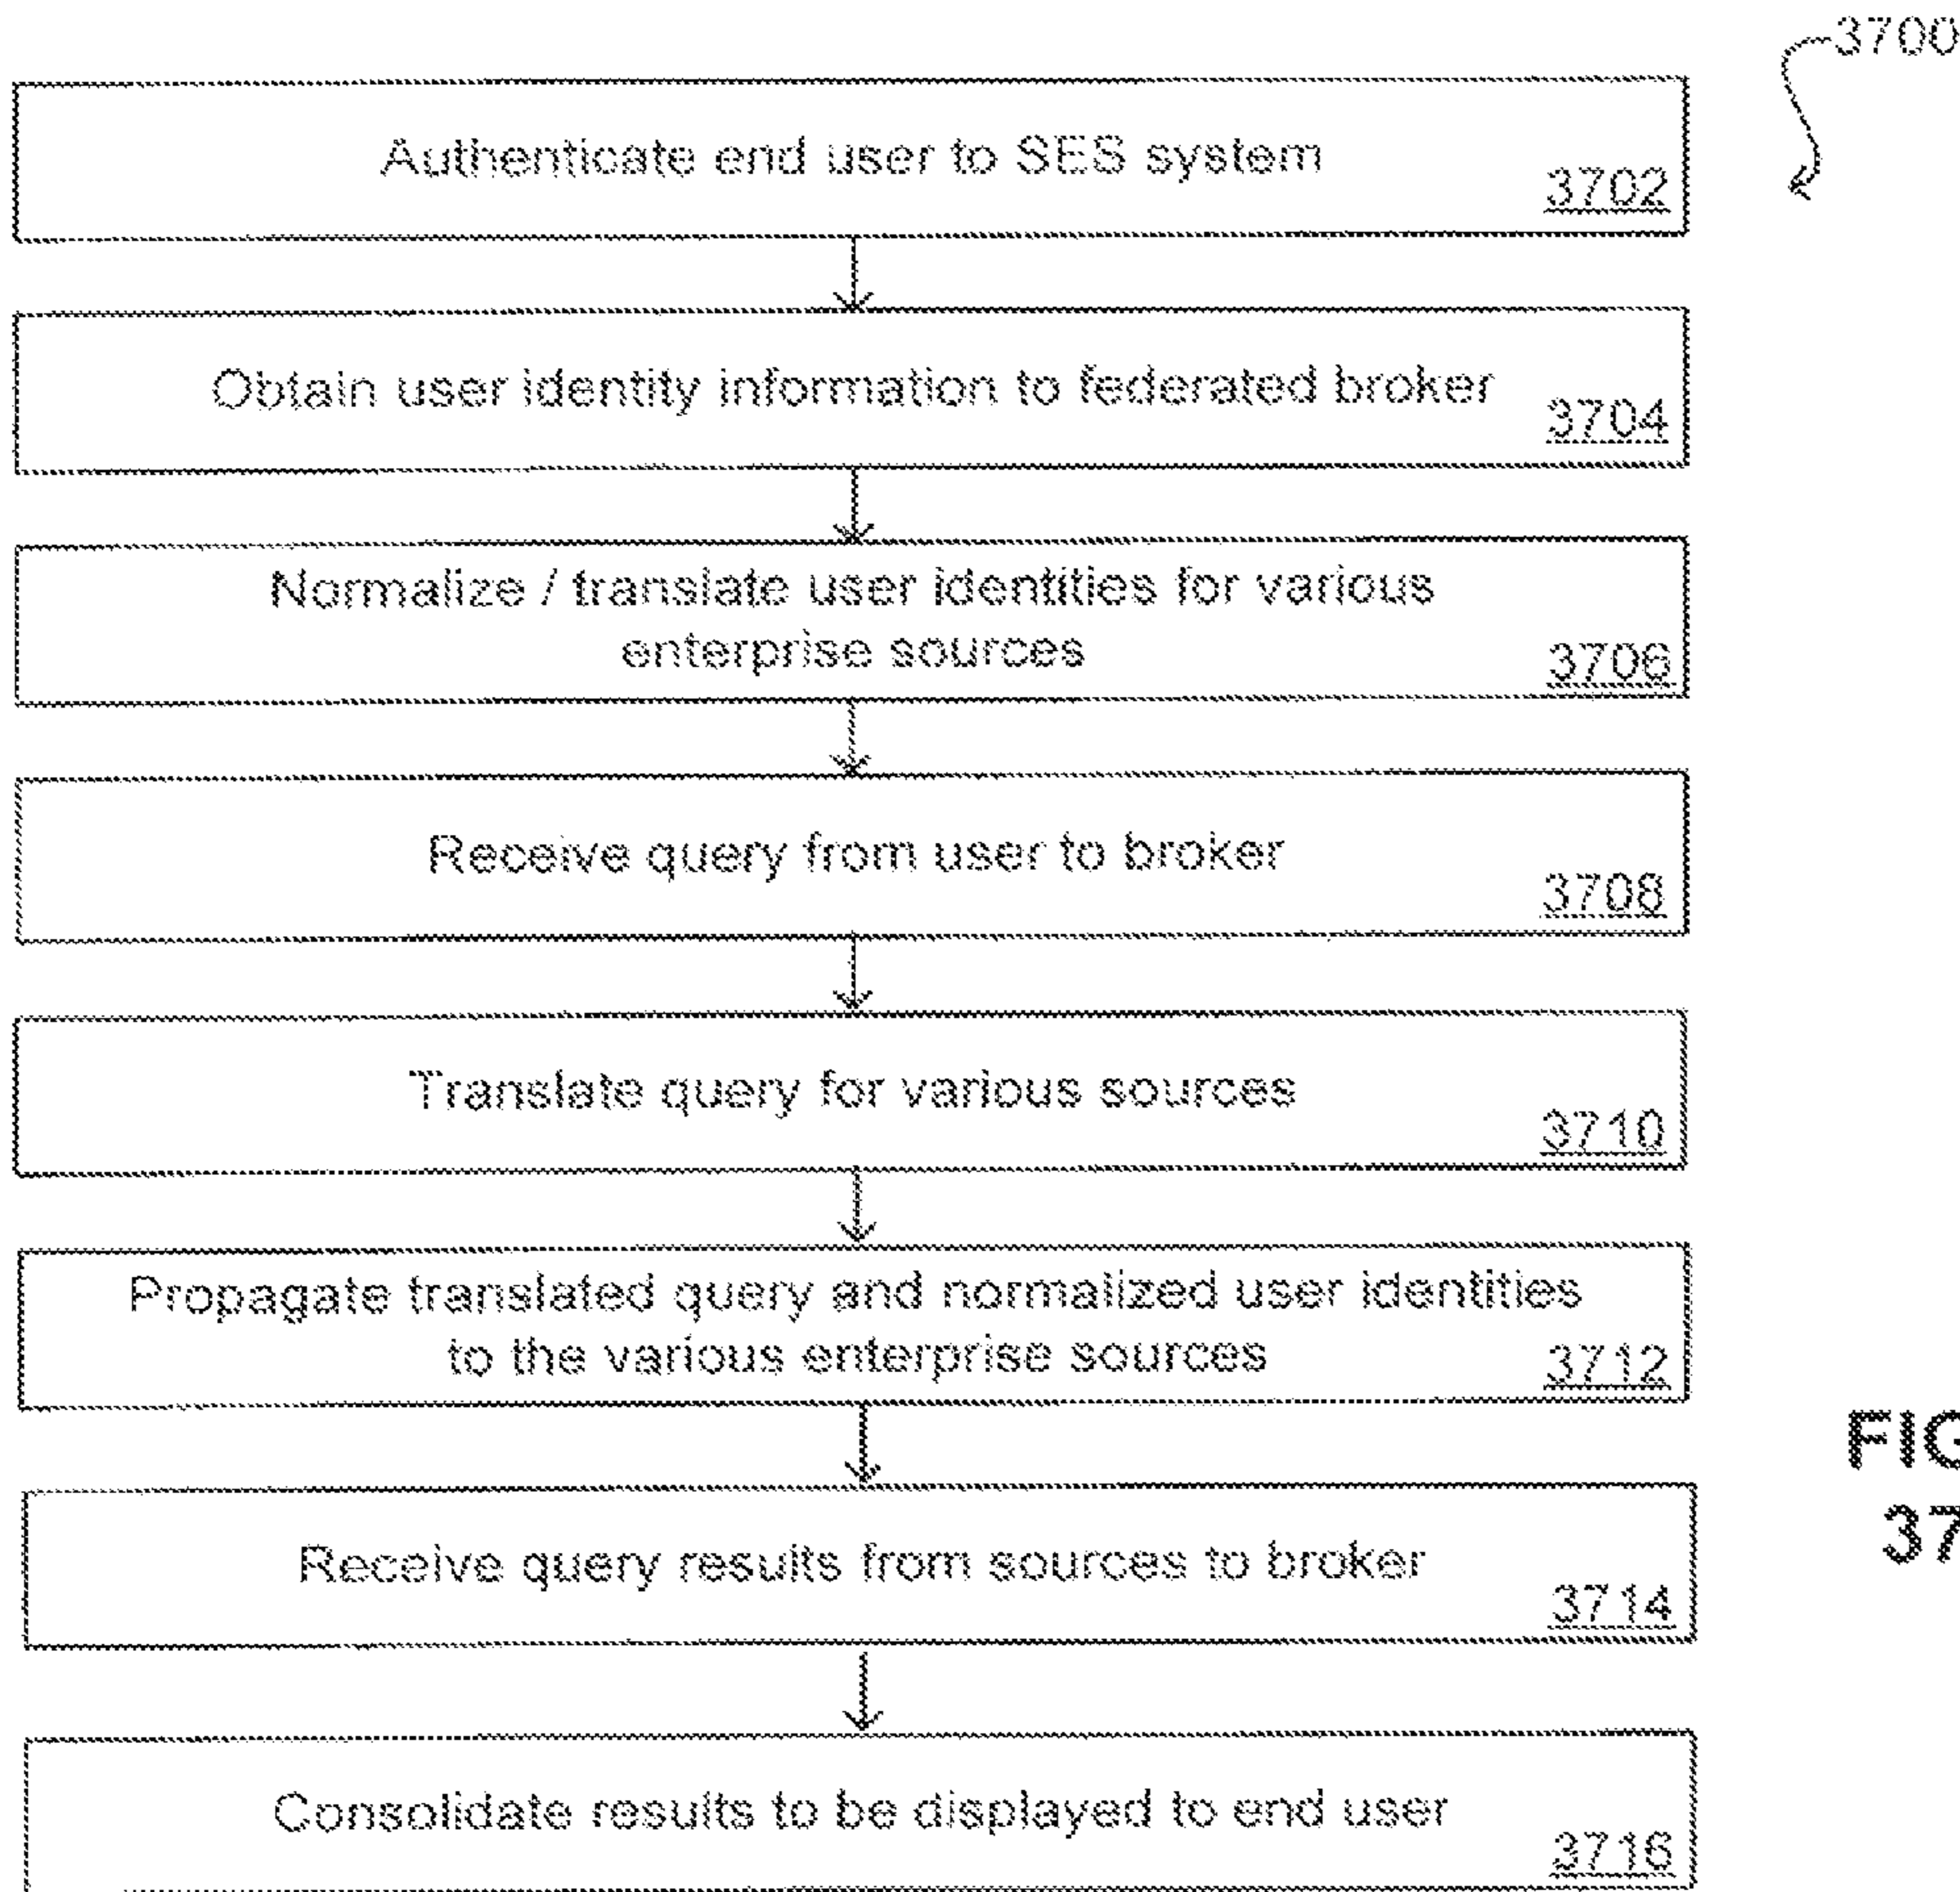 3700
Authenticate end user to SES system
3702
Obtain user identity information to federated broker
3704
Normalize / translate user identities for various
enterprise sources
3706
Receive query from user to broker
3708
Translate query for various sources
3710
Propagate translated query and normalized user identities
to the various enterprise sources
3712
Receive query results from sources to broker
3714
Consolidate results to be displayed to end user
3716
FIG
37